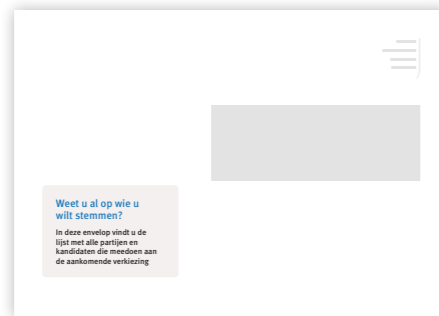 Weet u al op wie u
wilt stemmen?
In deze envelop vindt u de
lijst met alle partijen en
kandidaten die meedoen aan
de aankomende verkiezing